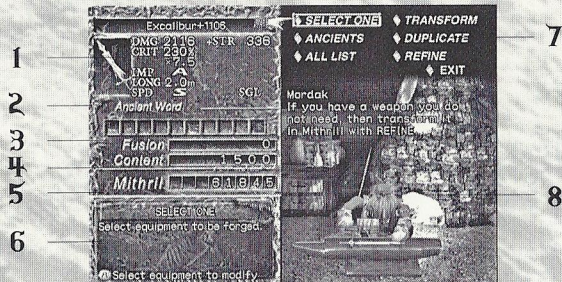 Excalibur+1106
DMG 2116 +STR 336
CRIT 230%
7.5
IMP A
LONG 2.0m
SPD S SGL
Ancient Word
Fusion 0
Content 1500
Mithril 61845
SELECT ONE
Select equipment to be forged.
Select equipment to modify
SELECT ONE TRANSFORM
ANCIENTS DUPLICATE
ALL LIST REFINE
EXIT
Mordak
If you have a weapon you do
not need, then transform it
in Mithrill with REFINE.
1
2
3
4
5
6
7
8